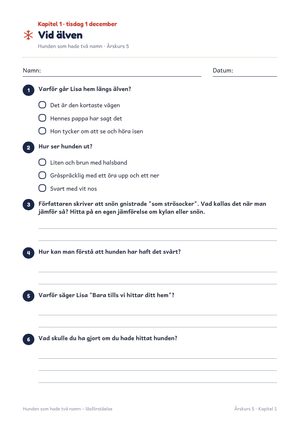 Kapitel 1 · tisdag 1 december
Vid älven
Hunden som hade två namn · Årskurs 5
Namn: Datum:
1 Varför går Lisa hem längs älven?
Det är den kortaste vägen
Hennes pappa har sagt det
Hon tycker om att se och höra isen
2 Hur ser hunden ut?
Liten och brun med halsband
Gråspräcklig med ett öra upp och ett ner
Svart med vit nos
3 Författaren skriver att snön gnistrade "som strösocker". Vad kallas det när man
jämför så? Hitta på en egen jämförelse om kylan eller snön.
4 Hur kan man förstå att hunden har haft det svårt?
5 Varför säger Lisa "Bara tills vi hittar ditt hem"?
6 Vad skulle du ha gjort om du hade hittat hunden?
Hunden som hade två namn – läsförståelse Årskurs 5 · Kapitel 1